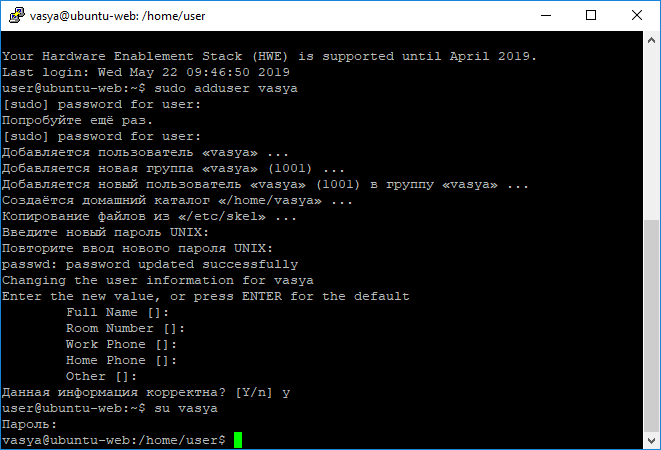 vasya@ubuntu-web: /home/user
Your Hardware Enablement Stack (HWE) is supported until April 2019.
Last login: Wed May 22 09:46:50 2019
user@ubuntu-web:~$ sudo adduser vasya
[sudo] password for user:
Попробуйте ещё раз.
[sudo] password for user:
Добавляется пользователь «vasya» ...
Добавляется новая группа «vasya» (1001) ...
Добавляется новый пользователь «vasya» (1001) в группу «vasya» ...
Создаётся домашний каталог «/home/vasya» ...
Копирование файлов из «/etc/skel» ...
Введите новый пароль UNIX:
Повторите ввод нового пароля UNIX:
passwd: password updated successfully
Changing the user information for vasya
Enter the new value, or press ENTER for the default
Full Name []:
Room Number []:
Work Phone []:
Home Phone []:
Other []:
Данная информация корректна? [Y/n] y
user@ubuntu-web:~$ su vasya
Пароль:
vasya@ubuntu-web:/home/user$